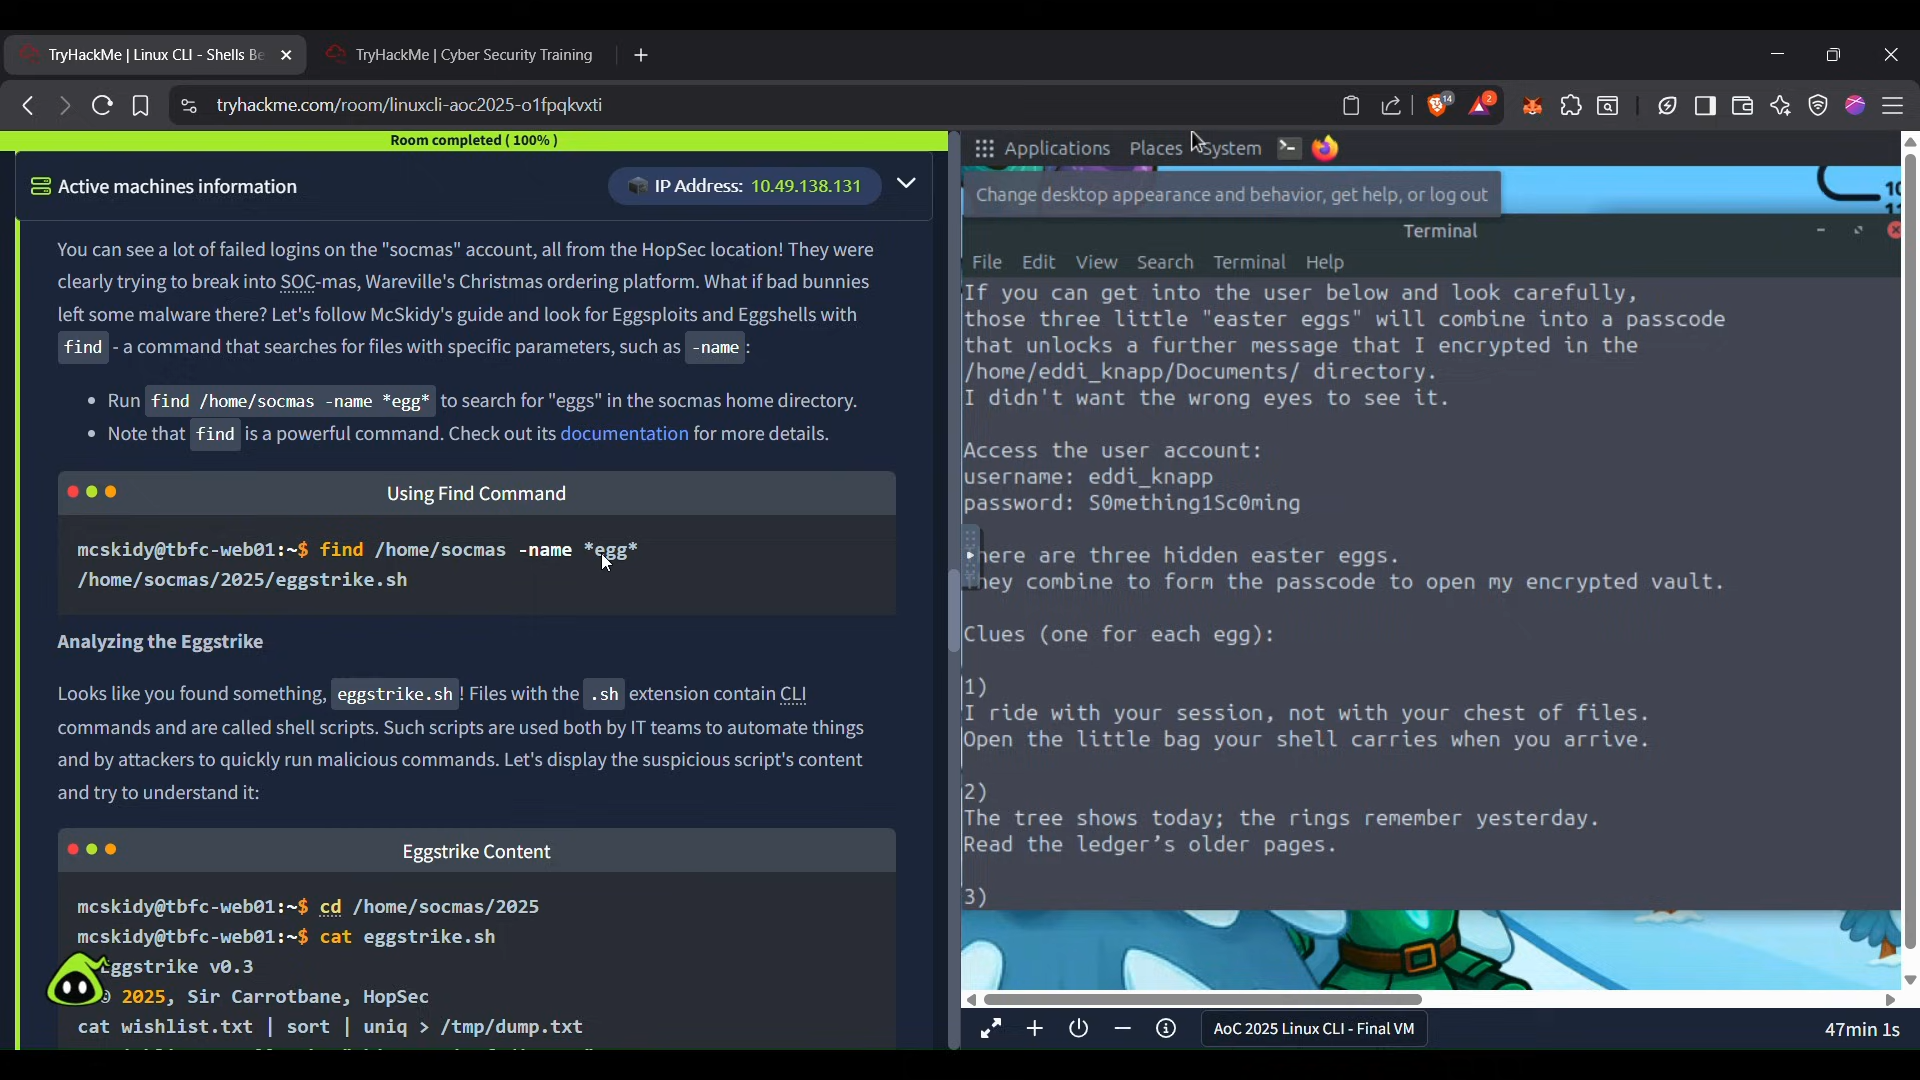 TryHackMe | Linux CLI - Shells Be
TryHackMe | Cyber Security Training
tryhackme.com/room/linuxcli-aoc2025-o1fpqkvxti
14
2
Room completed ( 100% )
Active machines information
IP Address: 10.49.138.131
You can see a lot of failed logins on the "socmas" account, all from the HopSec location! They were
clearly trying to break into SOC-mas, Wareville's Christmas ordering platform. What if bad bunnies
left some malware there? Let's follow McSkidy's guide and look for Eggsploits and Eggshells with
find - a command that searches for files with specific parameters, such as -name :
• Run find /home/socmas -name *egg* to search for "eggs" in the socmas home directory.
• Note that find is a powerful command. Check out its documentation for more details.
Using Find Command
mcskidy@tbfc-web01:~$ find /home/socmas -name *egg*
/home/socmas/2025/eggstrike.sh
Analyzing the Eggstrike
Looks like you found something, eggstrike.sh ! Files with the .sh extension contain CLI
commands and are called shell scripts. Such scripts are used both by IT teams to automate things
and by attackers to quickly run malicious commands. Let's display the suspicious script's content
and try to understand it:
Eggstrike Content
mcskidy@tbfc-web01:~$ cd /home/socmas/2025
mcskidy@tbfc-web01:~$ cat eggstrike.sh
Eggstrike v0.3
2025, Sir Carrotbane, HopSec
cat wishlist.txt | sort | uniq > /tmp/dump.txt
Applications Places System
Change desktop appearance and behavior, get help, or log out
Terminal
File Edit View Search Terminal Help
If you can get into the user below and look carefully,
those three little "easter eggs" will combine into a passcode
that unlocks a further message that I encrypted in the
/home/eddi_knapp/Documents/ directory.
I didn't want the wrong eyes to see it.
Access the user account:
username: eddi_knapp
password: S0mething1Sc0ming
here are three hidden easter eggs.
hey combine to form the passcode to open my encrypted vault.
Clues (one for each egg):
1)
I ride with your session, not with your chest of files.
Open the little bag your shell carries when you arrive.
2)
The tree shows today; the rings remember yesterday.
Read the ledger’s older pages.
3)
AoC 2025 Linux CLI - Final VM
47min 1s